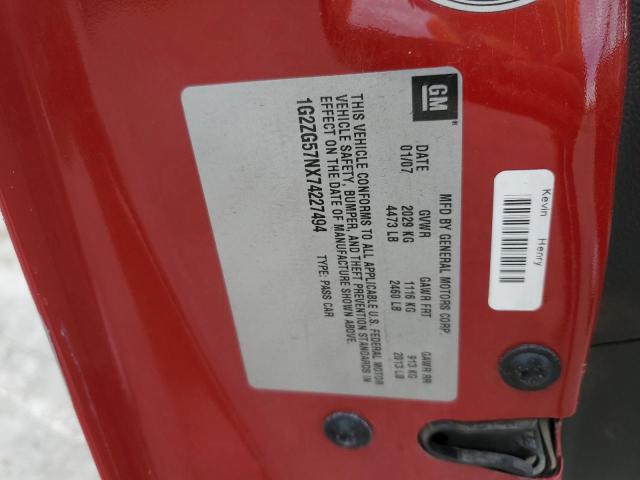 GM
MFD BY GENERAL MOTORS CORP.
DATE GVWR GAWR FRT GAWR RR
01/07 2029 KG 1116 KG 913 KG
4473 LB 2460 LB 2013 LB
THIS VEHICLE CONFORMS TO ALL APPLICABLE U.S. FEDERAL MOTOR
VEHICLE SAFETY, BUMPER, AND THEFT PREVENTION STANDARDS IN
EFFECT ON THE DATE OF MANUFACTURE SHOWN ABOVE.
1G2ZG57NX74227494 TYPE: PASS CAR
Kevin Henry